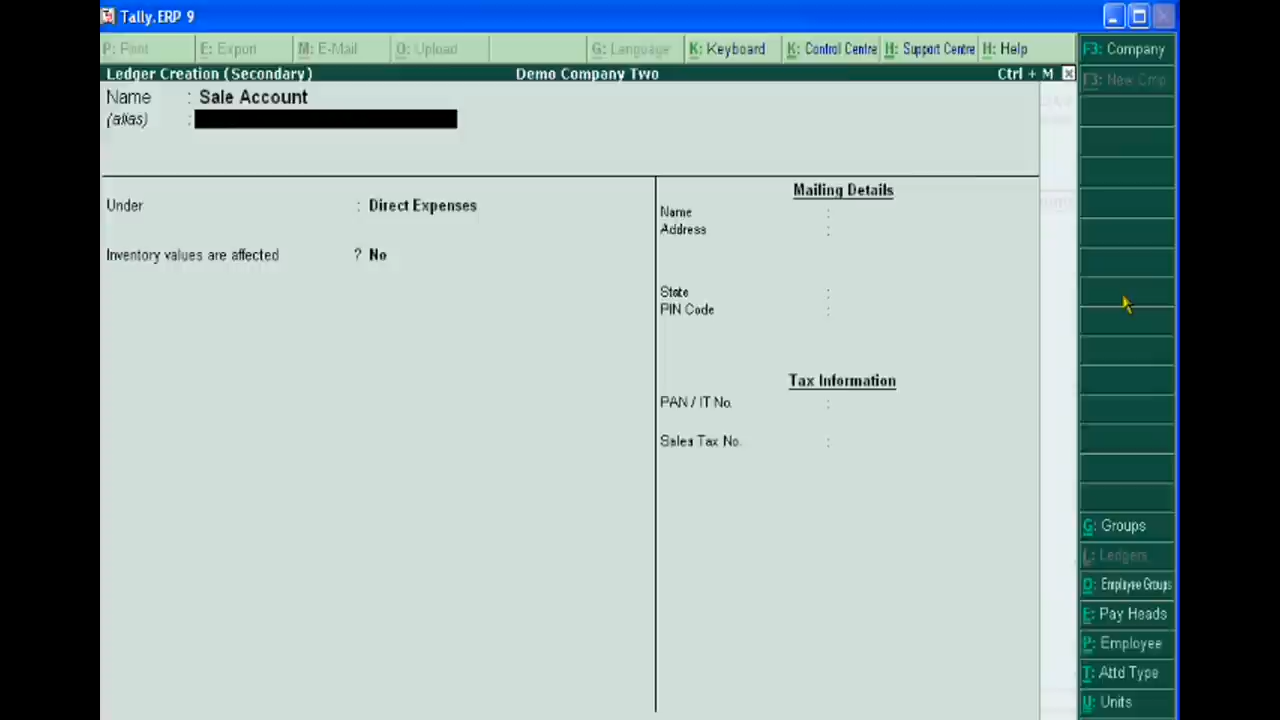 Tally.ERP 9
P: Print E: Export M: E-Mail O: Upload G: Language K: Keyboard K: Control Centre H: Support Centre H: Help F3: Company
Ledger Creation (Secondary) Demo Company Two Ctrl + M
F3: New Cmp
Name : Sale Account
(alias) :
Under : Direct Expenses
Inventory values are affected ? No
Mailing Details
Name :
Address :
State :
PIN Code :
Tax Information
PAN / IT No. :
Sales Tax No. :
G: Groups
L: Ledgers
O: Employee Groups
E: Pay Heads
P: Employee
T: Attd Type
U: Units